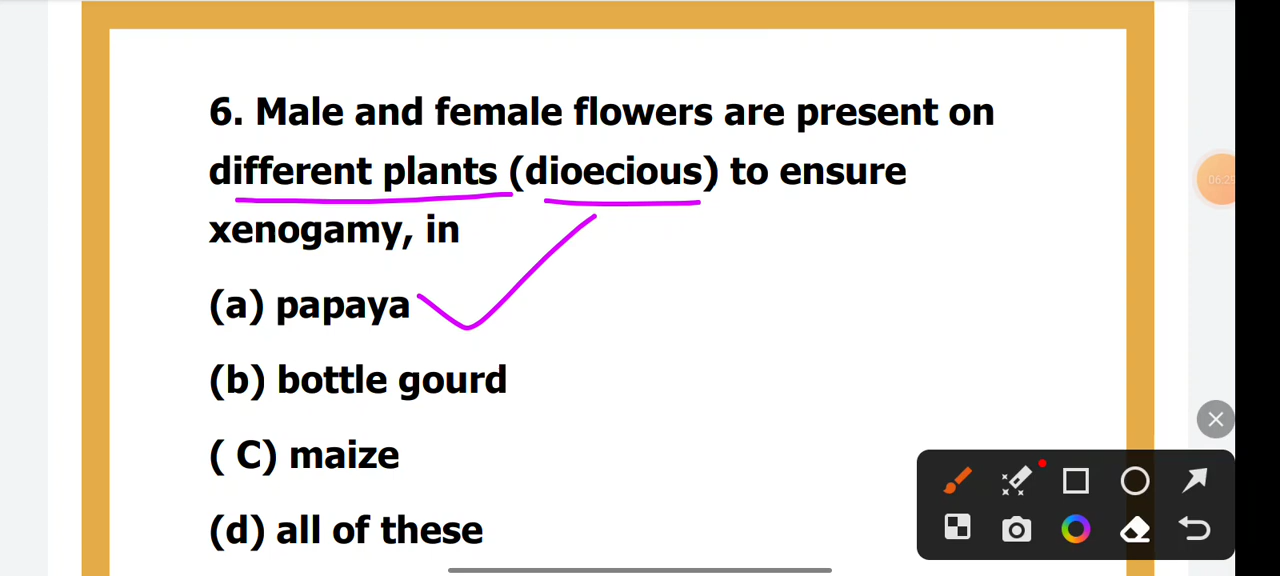 6. Male and female flowers are present on
different plants (dioecious) to ensure
xenogamy, in
(a) papaya
(b) bottle gourd
( C) maize
(d) all of these